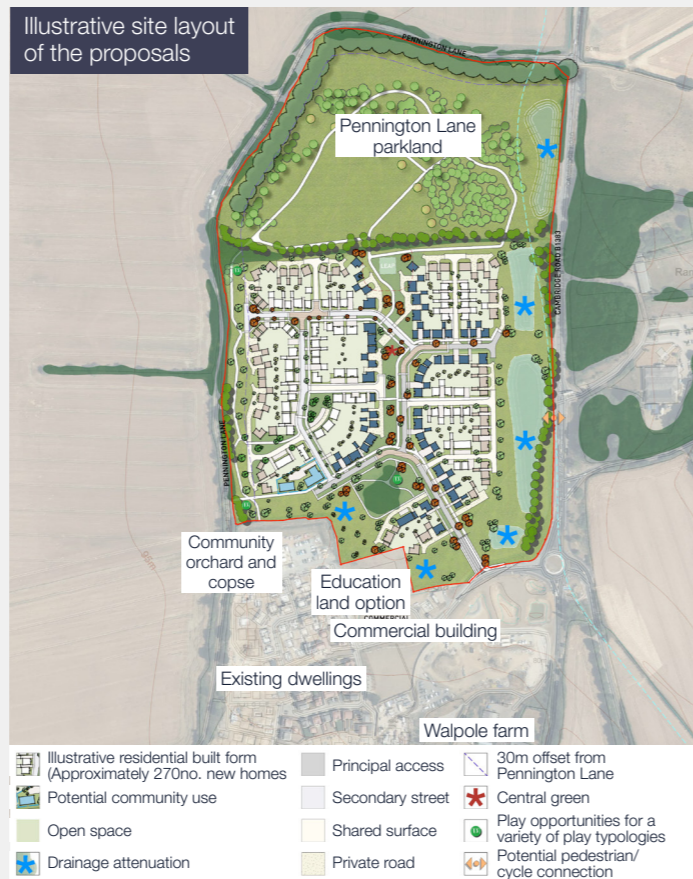 Illustrative site layout
of the proposals
PENNINGTON LANE
Pennington Lane
parkland
CAMBRIDGE ROAD B1383
LEAP
PENNINGTON LANE
Community
orchard and
copse
Education
land option
COMMERCIAL
Commercial building
Existing dwellings
Walpole farm
Illustrative residential built form
(Approximately 270no. new homes
Potential community use
Open space
Drainage attenuation
Principal access
Secondary street
Shared surface
Private road
30m offset from
Pennington Lane
Central green
Play opportunities for a
variety of play typologies
Potential pedestrian/
cycle connection